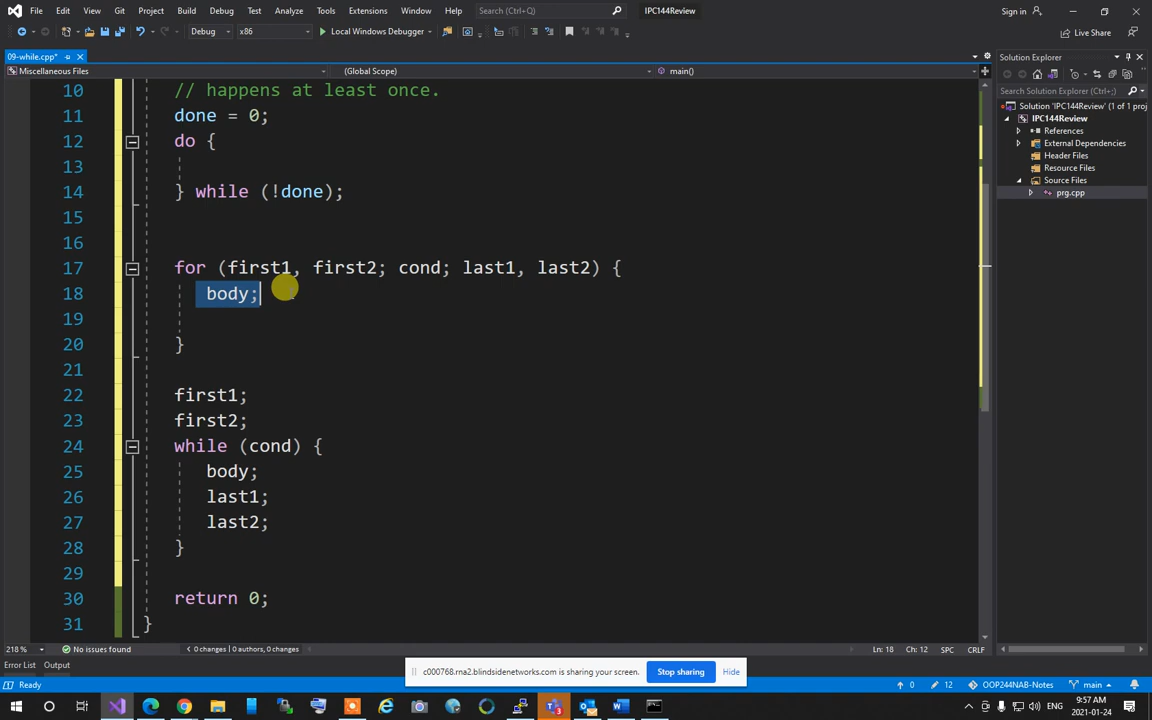 File Edit View Git Project Build Debug Test Analyze Tools Extensions Window Help Search (Ctrl+Q) IPC144Review Sign in
Debug x86 Local Windows Debugger Live Share
09-while.cpp* Solution Explorer
Miscellaneous Files (Global Scope) main()
Search Solution Explorer (Ctrl+;)
Solution 'IPC144Review' (1 of 1 proj
IPC144Review
References
External Dependencies
Header Files
Resource Files
Source Files
prg.cpp
10 // happens at least once.
11 done = 0;
12 do {
13
14 } while (!done);
15
16
17 for (first1, first2; cond; last1, last2) {
18 body;
19
20 }
21
22 first1;
23 first2;
24 while (cond) {
25 body;
26 last1;
27 last2;
28 }
29
30 return 0;
31 }
218 % No issues found 0 changes | 0 authors, 0 changes Ln: 18 Ch: 12 SPC CRLF
Error List Output
c000768.rna2.blindsidenetworks.com is sharing your screen. Stop sharing Hide
Ready 0 12 OOP244NAB-Notes main
ENG 9:57 AM
2021-01-24